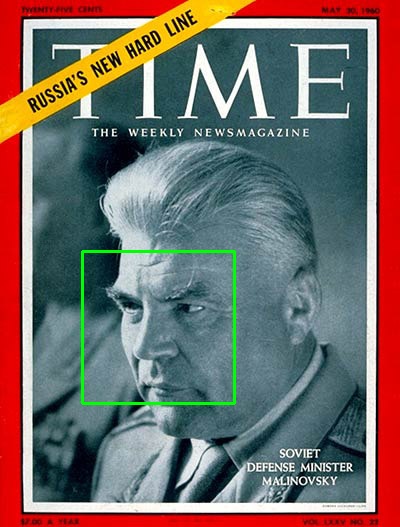 TWENTY-FIVE CENTS
MAY 30, 1960
RUSSIA'S NEW HARD LINE
TIME
THE WEEKLY NEWSMAGAZINE
SOVIET
DEFENSE MINISTER
MALINOVSKY
$7.00 A YEAR
VOL. LXXV NO. 22